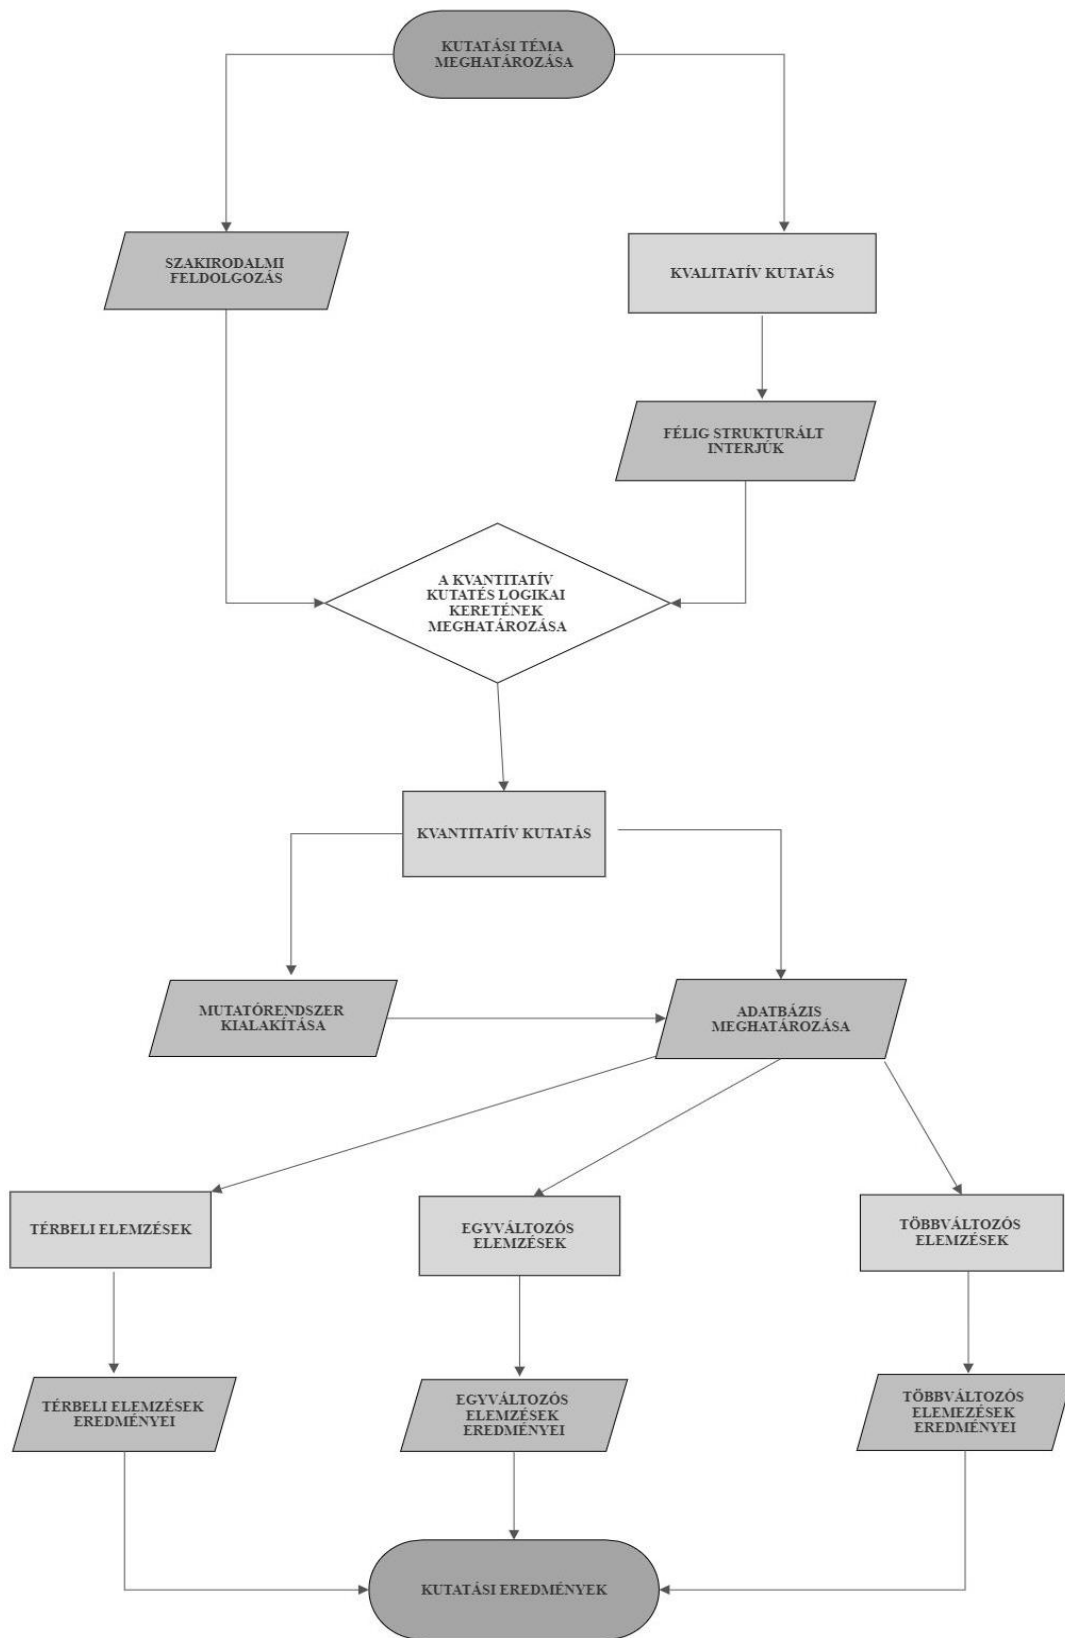 KUTATÁSI TÉMA
MEGHATÁROZÁSA
SZAKIRODALMI
FELDOLGOZÁS
KVALITATÍV KUTATÁS
FÉLIG STRUKTURÁLT
INTERJÚK
A KVANTITATÍV
KUTATÉS LOGIKAI
KERETÉNEK
MEGHATÁROZÁSA
KVANTITATÍV KUTATÁS
MUTATÓRENDSZER
KIALAKÍTÁSA
ADATBÁZIS
MEGHATÁROZÁSA
TÉRBELI ELEMZÉSEK
EGYVÁLTOZÓS
ELEMZÉSEK
TÖBBVÁLTOZÓS
ELEMZÉSEK
TÉRBELI ELEMZÉSEK
EREDMÉNYEI
EGYVÁLTOZÓS
ELEMZÉSEK
EREDMÉNYEI
TÖBBVÁLTOZÓS
ELEMEZÉSEK
EREDMÉNYEI
KUTATÁSI EREDMÉNYEK